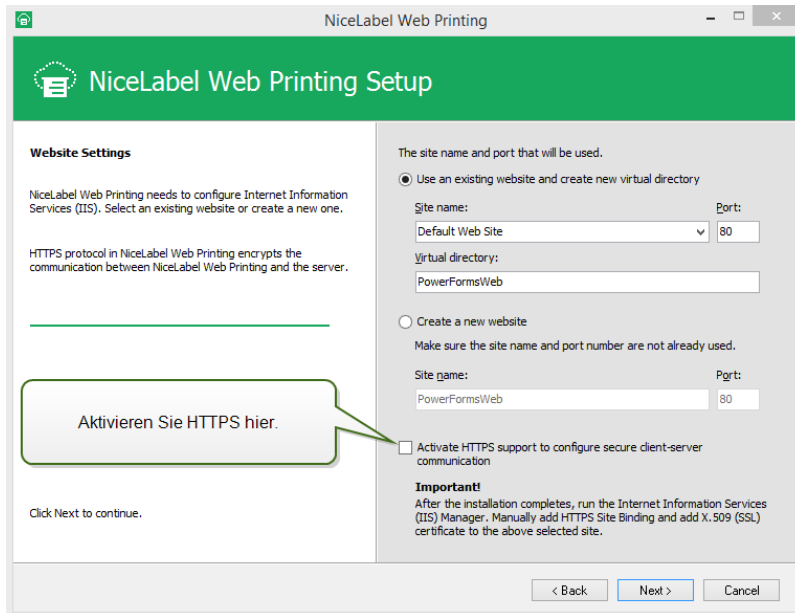 NiceLabel Web Printing
NiceLabel Web Printing Setup
Website Settings
NiceLabel Web Printing needs to configure Internet Information
Services (IIS). Select an existing website or create a new one.
HTTPS protocol in NiceLabel Web Printing encrypts the
communication between NiceLabel Web Printing and the server.
Aktivieren Sie HTTPS hier.
Click Next to continue.
The site name and port that will be used.
Use an existing website and create new virtual directory
Site name: Port:
Default Web Site 80
Virtual directory:
PowerFormsWeb
Create a new website
Make sure the site name and port number are not already used.
Site name: Port:
PowerFormsWeb 80
Activate HTTPS support to configure secure client-server
communication
Important!
After the installation completes, run the Internet Information Services
(IIS) Manager. Manually add HTTPS Site Binding and add X.509 (SSL)
certificate to the above selected site.
< Back Next > Cancel